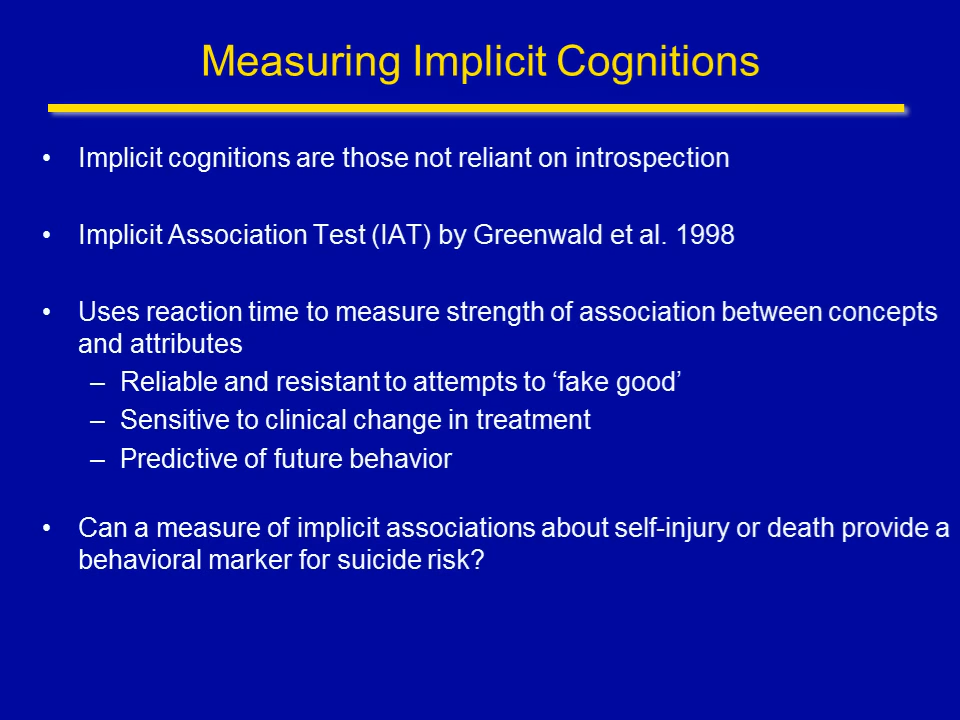 Measuring Implicit Cognitions
• Implicit cognitions are those not reliant on introspection
• Implicit Association Test (IAT) by Greenwald et al. 1998
• Uses reaction time to measure strength of association between concepts
and attributes
– Reliable and resistant to attempts to ‘fake good’
– Sensitive to clinical change in treatment
– Predictive of future behavior
• Can a measure of implicit associations about self-injury or death provide a
behavioral marker for suicide risk?